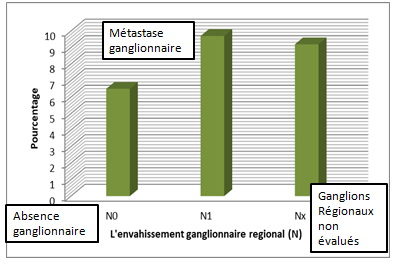 Métastase
ganglionnaire
10
9
8
7
6
5
4
3
2
1
0
Pourcentage
N0
N1
Nx
Absence
ganglionnaire
Ganglions
Régionaux
non
évalués
L'envahissement ganglionnaire regional (N)